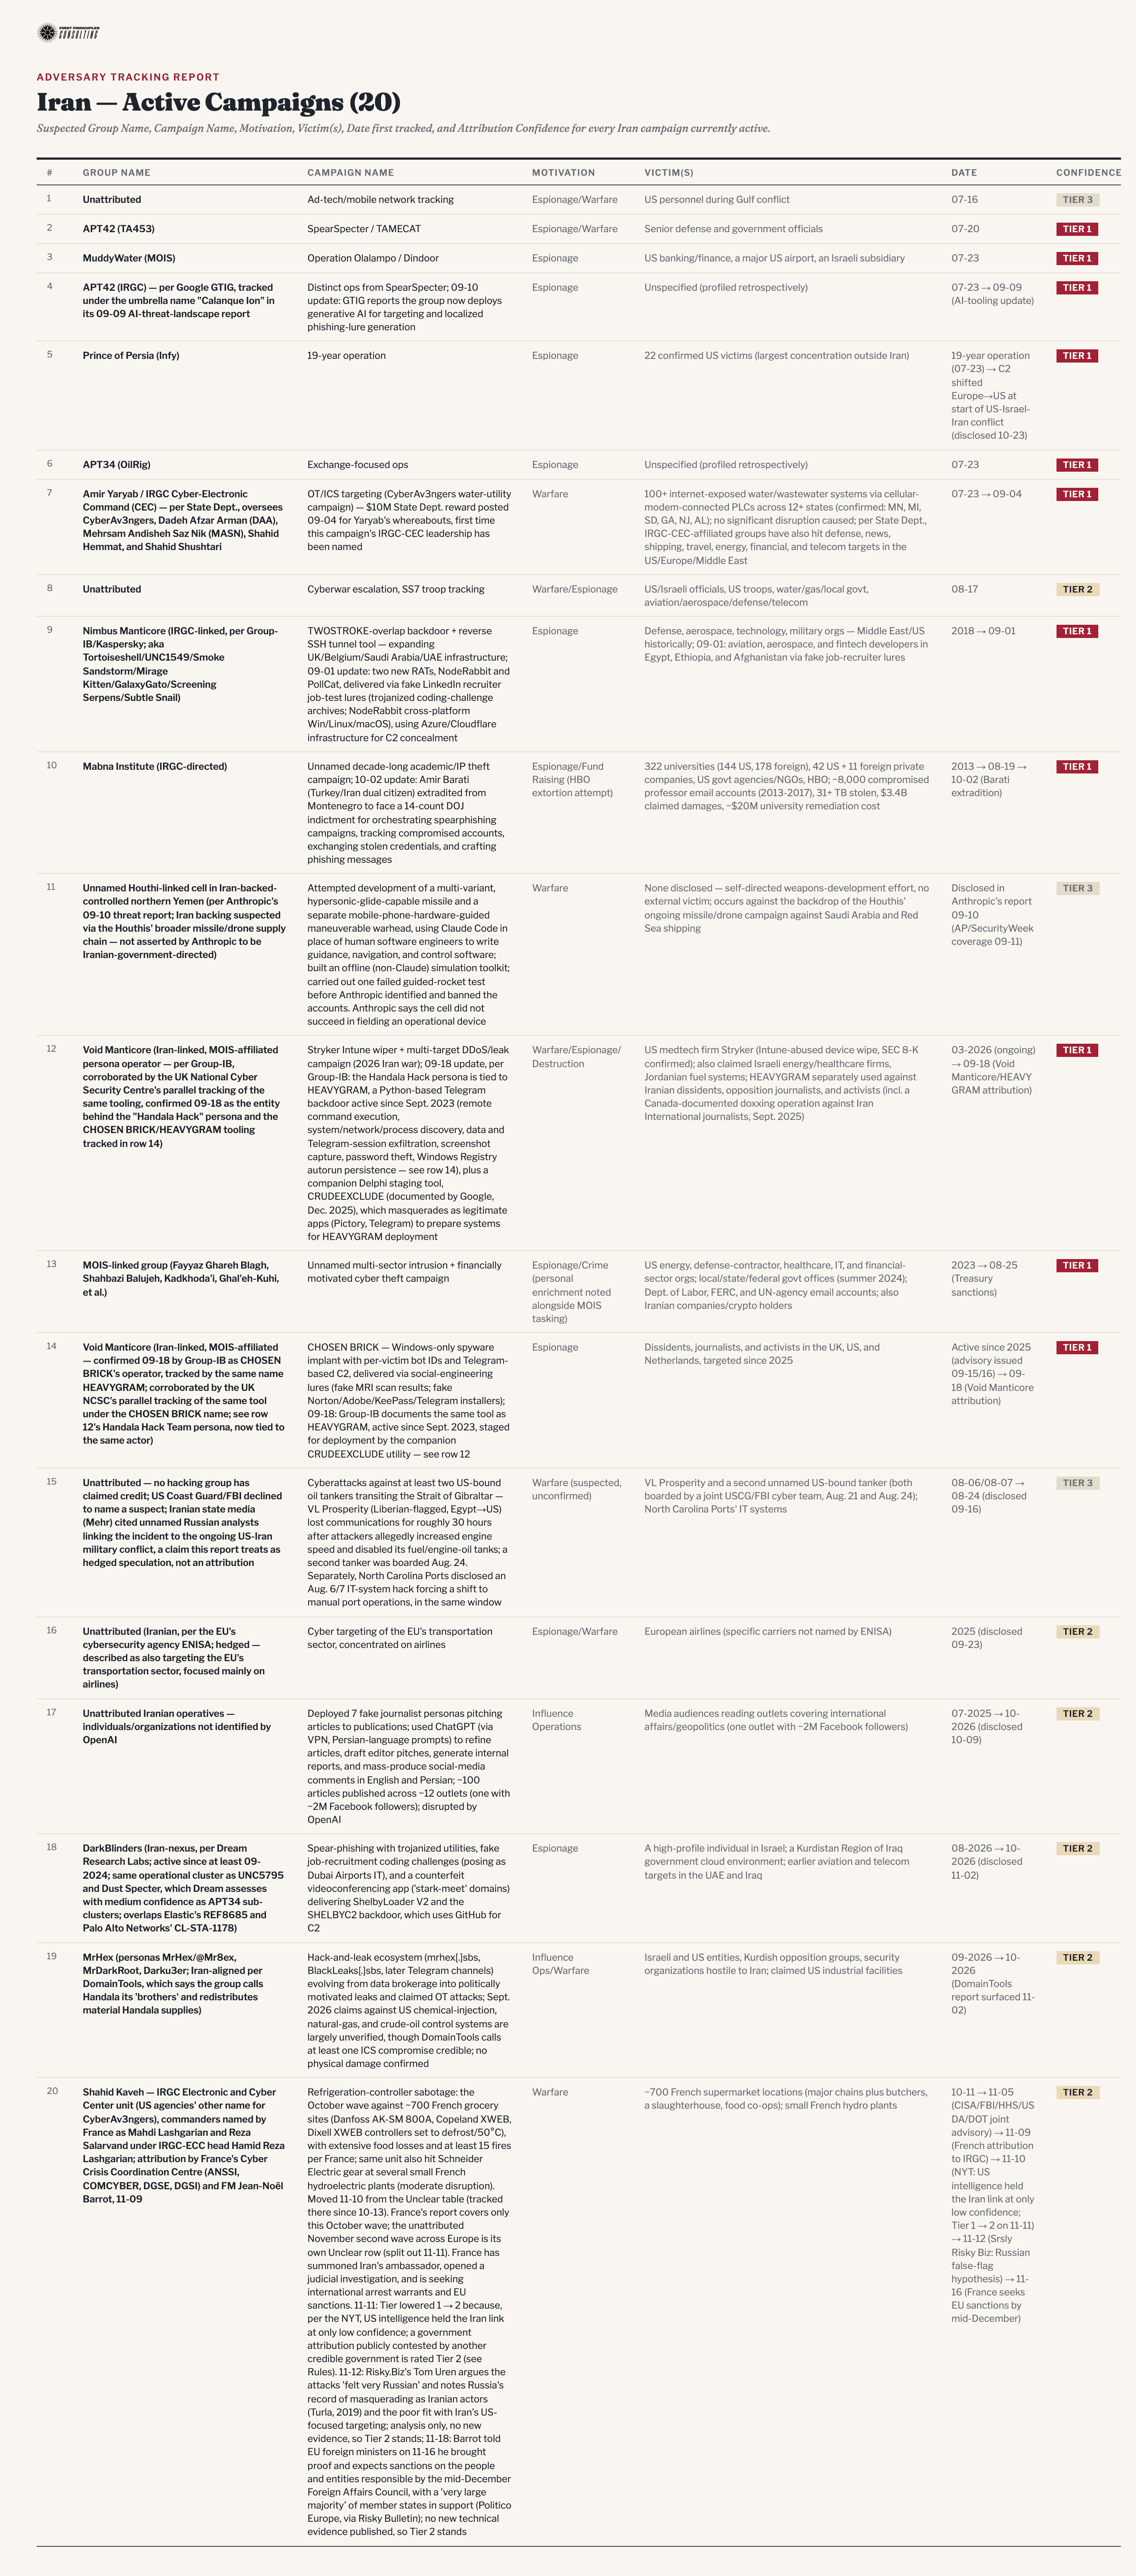 FIRST PRINCIPLES
CONSULTING
ADVERSARY TRACKING REPORT
Iran — Active Campaigns (20)
Suspected Group Name, Campaign Name, Motivation, Victim(s), Date first tracked, and Attribution Confidence for every Iran campaign currently active.
# GROUP NAME CAMPAIGN NAME MOTIVATION VICTIM(S) DATE CONFIDENCE
1
Unattributed
Ad-tech/mobile network tracking
Espionage/Warfare
US personnel during Gulf conflict
07-16
TIER 3
2
APT42 (TA453)
SpearSpecter / TAMECAT
Espionage/Warfare
Senior defense and government officials
07-20
TIER 1
3
MuddyWater (MOIS)
Operation Olalampo / Dindoor
Espionage
US banking/finance, a major US airport, an Israeli subsidiary
07-23
TIER 1
4
APT42 (IRGC) — per Google GTIG, tracked
under the umbrella name "Calanque Ion" in
its 09-09 AI-threat-landscape report
Distinct ops from SpearSpecter; 09-10
update: GTIG reports the group now deploys
generative AI for targeting and localized
phishing-lure generation
Espionage
Unspecified (profiled retrospectively)
07-23 → 09-09
(AI-tooling update)
TIER 1
5
Prince of Persia (Infy)
19-year operation
Espionage
22 confirmed US victims (largest concentration outside Iran)
19-year operation
(07-23) → C2
shifted
Europe→US at
start of US-Israel-
Iran conflict
(disclosed 10-23)
TIER 1
6
APT34 (OilRig)
Exchange-focused ops
Espionage
Unspecified (profiled retrospectively)
07-23
TIER 1
7
Amir Yaryab / IRGC Cyber-Electronic
Command (CEC) — per State Dept., oversees
CyberAv3ngers, Dadeh Afzar Arman (DAA),
Mehrsam Andisheh Saz Nik (MASN), Shahid
Hemmat, and Shahid Shushtari
OT/ICS targeting (CyberAv3ngers water-utility
campaign) — $10M State Dept. reward posted
09-04 for Yaryab's whereabouts, first time
this campaign's IRGC-CEC leadership has
been named
Warfare
100+ internet-exposed water/wastewater systems via cellular-
modem-connected PLCs across 12+ states (confirmed: MN, MI,
SD, GA, NJ, AL); no significant disruption caused; per State Dept.,
IRGC-CEC-affiliated groups have also hit defense, news,
shipping, travel, energy, financial, and telecom targets in the
US/Europe/Middle East
07-23 → 09-04
TIER 1
8
Unattributed
Cyberwar escalation, SS7 troop tracking
Warfare/Espionage
US/Israeli officials, US troops, water/gas/local govt,
aviation/aerospace/defense/telecom
08-17
TIER 2
9
Nimbus Manticore (IRGC-linked, per Group-
IB/Kaspersky; aka
Tortoiseshell/UNC1549/Smoke
Sandstorm/Mirage
Kitten/GalaxyGato/Screening
Serpens/Subtle Snail)
TWOSTROKE-overlap backdoor + reverse
SSH tunnel tool — expanding
UK/Belgium/Saudi Arabia/UAE infrastructure;
09-01 update: two new RATs, NodeRabbit and
PollCat, delivered via fake LinkedIn recruiter
job-test lures (trojanized coding-challenge
archives; NodeRabbit cross-platform
Win/Linux/macOS), using Azure/Cloudflare
infrastructure for C2 concealment
Espionage
Defense, aerospace, technology, military orgs — Middle East/US
historically; 09-01: aviation, aerospace, and fintech developers in
Egypt, Ethiopia, and Afghanistan via fake job-recruiter lures
2018 → 09-01
TIER 1
10
Mabna Institute (IRGC-directed)
Unnamed decade-long academic/IP theft
campaign; 10-02 update: Amir Barati
(Turkey/Iran dual citizen) extradited from
Montenegro to face a 14-count DOJ
indictment for orchestrating spearphishing
campaigns, tracking compromised accounts,
exchanging stolen credentials, and crafting
phishing messages
Espionage/Fund
Raising (HBO
extortion attempt)
322 universities (144 US, 178 foreign), 42 US + 11 foreign private
companies, US govt agencies/NGOs, HBO; ~8,000 compromised
professor email accounts (2013-2017), 31+ TB stolen, $3.4B
claimed damages, ~$20M university remediation cost
2013 → 08-19 →
10-02 (Barati
extradition)
TIER 1
11
Unnamed Houthi-linked cell in Iran-backed-
controlled northern Yemen (per Anthropic's
09-10 threat report; Iran backing suspected
via the Houthis' broader missile/drone supply
chain — not asserted by Anthropic to be
Iranian-government-directed)
Attempted development of a multi-variant,
hypersonic-glide-capable missile and a
separate mobile-phone-hardware-guided
maneuverable warhead, using Claude Code in
place of human software engineers to write
guidance, navigation, and control software;
built an offline (non-Claude) simulation toolkit;
carried out one failed guided-rocket test
before Anthropic identified and banned the
accounts. Anthropic says the cell did not
succeed in fielding an operational device
Warfare
None disclosed — self-directed weapons-development effort, no
external victim; occurs against the backdrop of the Houthis'
ongoing missile/drone campaign against Saudi Arabia and Red
Sea shipping
Disclosed in
Anthropic's report
09-10
(AP/SecurityWeek
coverage 09-11)
TIER 3
12
Void Manticore (Iran-linked, MOIS-affiliated
persona operator — per Group-IB,
corroborated by the UK National Cyber
Security Centre's parallel tracking of the
same tooling, confirmed 09-18 as the entity
behind the "Handala Hack" persona and the
CHOSEN BRICK/HEAVYGRAM tooling
tracked in row 14)
Stryker Intune wiper + multi-target DDoS/leak
campaign (2026 Iran war); 09-18 update, per
Group-IB: the Handala Hack persona is tied to
HEAVYGRAM, a Python-based Telegram
backdoor active since Sept. 2023 (remote
command execution,
system/network/process discovery, data and
Telegram-session exfiltration, screenshot
capture, password theft, Windows Registry
autorun persistence — see row 14), plus a
companion Delphi staging tool,
CRUDEEXCLUDE (documented by Google,
Dec. 2025), which masquerades as legitimate
apps (Pictory, Telegram) to prepare systems
for HEAVYGRAM deployment
Warfare/Espionage/
Destruction
US medtech firm Stryker (Intune-abused device wipe, SEC 8-K
confirmed); also claimed Israeli energy/healthcare firms,
Jordanian fuel systems; HEAVYGRAM separately used against
Iranian dissidents, opposition journalists, and activists (incl. a
Canada-documented doxxing operation against Iran
International journalists, Sept. 2025)
03-2026 (ongoing)
→ 09-18 (Void
Manticore/HEAVY
GRAM attribution)
TIER 1
13
MOIS-linked group (Fayyaz Ghareh Blagh,
Shahbazi Balujeh, Kadkhoda'i, Ghal'eh-Kuhi,
et al.)
Unnamed multi-sector intrusion + financially
motivated cyber theft campaign
Espionage/Crime
(personal
enrichment noted
alongside MOIS
tasking)
US energy, defense-contractor, healthcare, IT, and financial-
sector orgs; local/state/federal govt offices (summer 2024);
Dept. of Labor, FERC, and UN-agency email accounts; also
Iranian companies/crypto holders
2023 → 08-25
(Treasury
sanctions)
TIER 1
14
Void Manticore (Iran-linked, MOIS-affiliated
— confirmed 09-18 by Group-IB as CHOSEN
BRICK's operator, tracked by the same name
HEAVYGRAM; corroborated by the UK
NCSC's parallel tracking of the same tool
under the CHOSEN BRICK name; see row
12's Handala Hack Team persona, now tied to
the same actor)
CHOSEN BRICK — Windows-only spyware
implant with per-victim bot IDs and Telegram-
based C2, delivered via social-engineering
lures (fake MRI scan results; fake
Norton/Adobe/KeePass/Telegram installers);
09-18: Group-IB documents the same tool as
HEAVYGRAM, active since Sept. 2023, staged
for deployment by the companion
CRUDEEXCLUDE utility — see row 12
Espionage
Dissidents, journalists, and activists in the UK, US, and
Netherlands, targeted since 2025
Active since 2025
(advisory issued
09-15/16) → 09-
18 (Void Manticore
attribution)
TIER 1
15
Unattributed — no hacking group has
claimed credit; US Coast Guard/FBI declined
to name a suspect; Iranian state media
(Mehr) cited unnamed Russian analysts
linking the incident to the ongoing US-Iran
military conflict, a claim this report treats as
hedged speculation, not an attribution
Cyberattacks against at least two US-bound
oil tankers transiting the Strait of Gibraltar —
VL Prosperity (Liberian-flagged, Egypt→US)
lost communications for roughly 30 hours
after attackers allegedly increased engine
speed and disabled its fuel/engine-oil tanks; a
second tanker was boarded Aug. 24.
Separately, North Carolina Ports disclosed an
Aug. 6/7 IT-system hack forcing a shift to
manual port operations, in the same window
Warfare (suspected,
unconfirmed)
VL Prosperity and a second unnamed US-bound tanker (both
boarded by a joint USCG/FBI cyber team, Aug. 21 and Aug. 24);
North Carolina Ports' IT systems
08-06/08-07 →
08-24 (disclosed
09-16)
TIER 3
16
Unattributed (Iranian, per the EU's
cybersecurity agency ENISA; hedged —
described as also targeting the EU's
transportation sector, focused mainly on
airlines)
Cyber targeting of the EU's transportation
sector, concentrated on airlines
Espionage/Warfare
European airlines (specific carriers not named by ENISA)
2025 (disclosed
09-23)
TIER 2
17
Unattributed Iranian operatives —
individuals/organizations not identified by
OpenAI
Deployed 7 fake journalist personas pitching
articles to publications; used ChatGPT (via
VPN, Persian-language prompts) to refine
articles, draft editor pitches, generate internal
reports, and mass-produce social-media
comments in English and Persian; ~100
articles published across ~12 outlets (one with
~2M Facebook followers); disrupted by
OpenAI
Influence
Operations
Media audiences reading outlets covering international
affairs/geopolitics (one outlet with ~2M Facebook followers)
07-2025 → 10-
2026 (disclosed
10-09)
TIER 2
18
DarkBlinders (Iran-nexus, per Dream
Research Labs; active since at least 09-
2024; same operational cluster as UNC5795
and Dust Specter, which Dream assesses
with medium confidence as APT34 sub-
clusters; overlaps Elastic's REF8685 and
Palo Alto Networks' CL-STA-1178)
Spear-phishing with trojanized utilities, fake
job-recruitment coding challenges (posing as
Dubai Airports IT), and a counterfeit
videoconferencing app ('stark-meet' domains)
delivering ShelbyLoader V2 and the
SHELBYC2 backdoor, which uses GitHub for
C2
Espionage
A high-profile individual in Israel; a Kurdistan Region of Iraq
government cloud environment; earlier aviation and telecom
targets in the UAE and Iraq
08-2026 → 10-
2026 (disclosed
11-02)
TIER 2
19
MrHex (personas MrHex/@Mr8ex,
MrDarkRoot, Darku3er; Iran-aligned per
DomainTools, which says the group calls
Handala its 'brothers' and redistributes
material Handala supplies)
Hack-and-leak ecosystem (mrhex[.]sbs,
BlackLeaks[.]sbs, later Telegram channels)
evolving from data brokerage into politically
motivated leaks and claimed OT attacks; Sept.
2026 claims against US chemical-injection,
natural-gas, and crude-oil control systems are
largely unverified, though DomainTools calls
at least one ICS compromise credible; no
physical damage confirmed
Influence
Ops/Warfare
Israeli and US entities, Kurdish opposition groups, security
organizations hostile to Iran; claimed US industrial facilities
09-2026 → 10-
2026
(DomainTools
report surfaced 11-
02)
TIER 2
20
Shahid Kaveh — IRGC Electronic and Cyber
Center unit (US agencies' other name for
CyberAv3ngers), commanders named by
France as Mahdi Lashgarian and Reza
Salarvand under IRGC-ECC head Hamid Reza
Lashgarian; attribution by France's Cyber
Crisis Coordination Centre (ANSSI,
COMCYBER, DGSE, DGSI) and FM Jean-Noël
Barrot, 11-09
Refrigeration-controller sabotage: the
October wave against ~700 French grocery
sites (Danfoss AK-SM 800A, Copeland XWEB,
Dixell XWEB controllers set to defrost/50°C),
with extensive food losses and at least 15 fires
per France; same unit also hit Schneider
Electric gear at several small French
hydroelectric plants (moderate disruption).
Moved 11-10 from the Unclear table (tracked
there since 10-13). France's report covers only
this October wave; the unattributed
November second wave across Europe is its
own Unclear row (split out 11-11). France has
summoned Iran's ambassador, opened a
judicial investigation, and is seeking
international arrest warrants and EU
sanctions. 11-11: Tier lowered 1 → 2 because,
per the NYT, US intelligence held the Iran link
at only low confidence; a government
attribution publicly contested by another
credible government is rated Tier 2 (see
Rules). 11-12: Risky.Biz's Tom Uren argues the
attacks 'felt very Russian' and notes Russia's
record of masquerading as Iranian actors
(Turla, 2019) and the poor fit with Iran's US-
focused targeting; analysis only, no new
evidence, so Tier 2 stands; 11-18: Barrot told
EU foreign ministers on 11-16 he brought
proof and expects sanctions on the people
and entities responsible by the mid-December
Foreign Affairs Council, with a 'very large
majority' of member states in support (Politico
Europe, via Risky Bulletin); no new technical
evidence published, so Tier 2 stands
Warfare
~700 French supermarket locations (major chains plus butchers,
a slaughterhouse, food co-ops); small French hydro plants
10-11 → 11-05
(CISA/FBI/HHS/US
DA/DOT joint
advisory) → 11-09
(French attribution
to IRGC) → 11-10
(NYT: US
intelligence held
the Iran link at only
low confidence;
Tier 1 → 2 on 11-11)
→ 11-12 (Srsly
Risky Biz: Russian
false-flag
hypothesis) → 11-
16 (France seeks
EU sanctions by
mid-December)
TIER 2